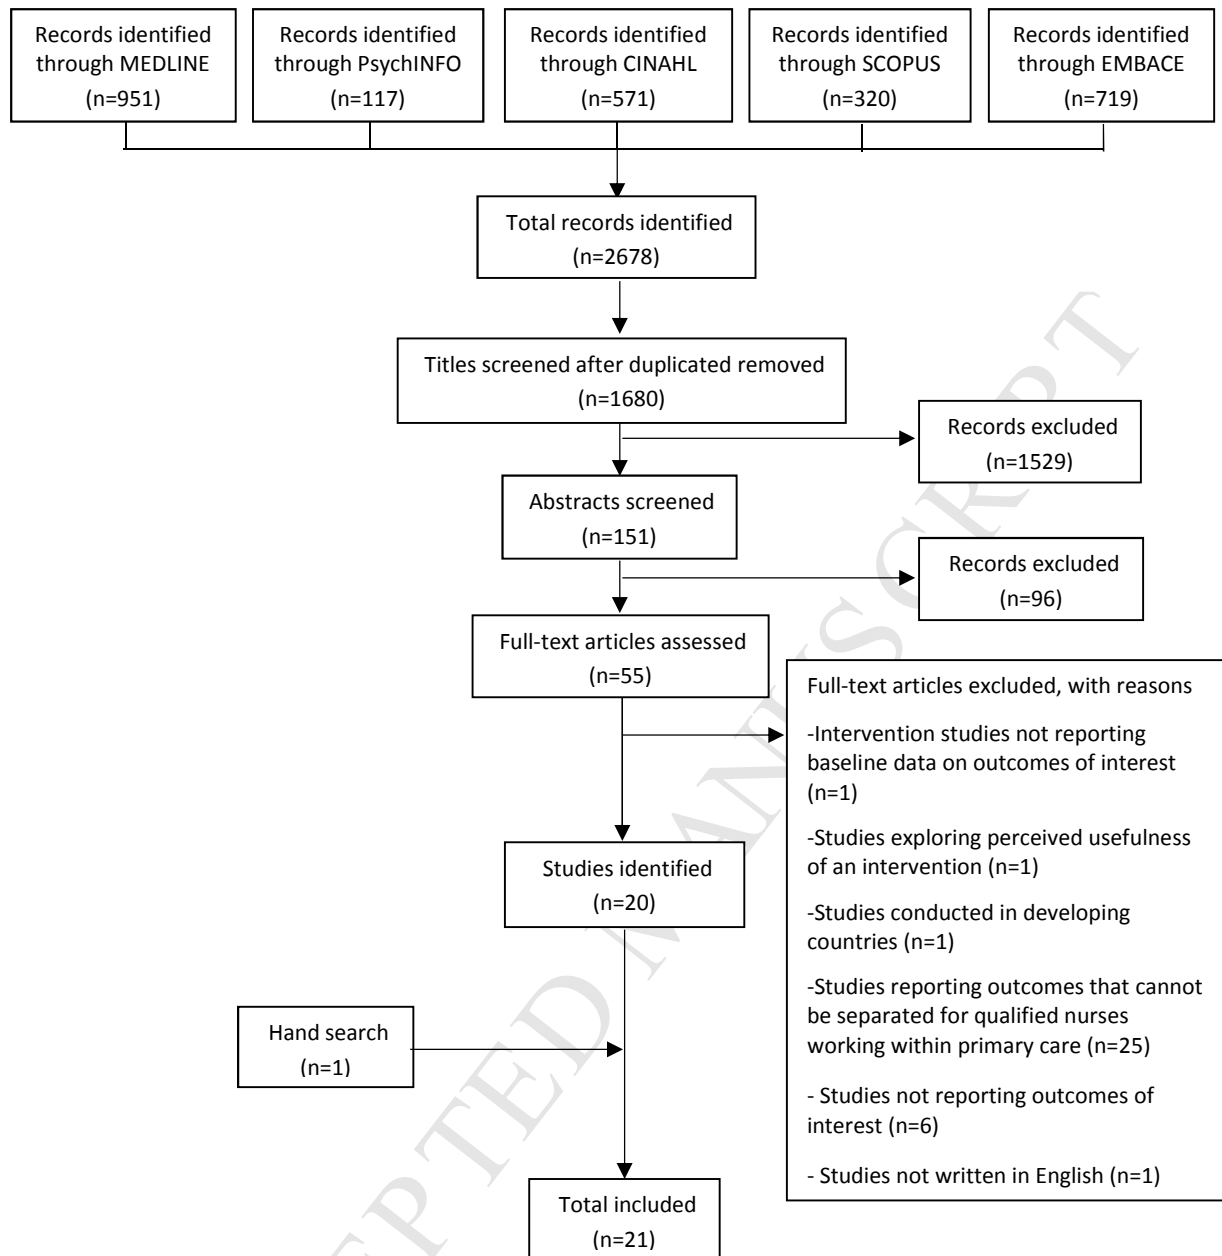 Records identified
through MEDLINE
(n=951)
Records identified
through PsychINFO
(n=117)
Records identified
through CINAHL
(n=571)
Records identified
through SCOPUS
(n=320)
Records identified
through EMBACE
(n=719)
Total records identified
(n=2678)
Titles screened after duplicated removed
(n=1680)
Records excluded
(n=1529)
Abstracts screened
(n=151)
Records excluded
(n=96)
Full-text articles assessed
(n=55)
Full-text articles excluded, with reasons
-Intervention studies not reporting
baseline data on outcomes of interest
(n=1)
-Studies exploring perceived usefulness
of an intervention (n=1)
-Studies conducted in developing
countries (n=1)
-Studies reporting outcomes that cannot
be separated for qualified nurses
working within primary care (n=25)
- Studies not reporting outcomes of
interest (n=6)
- Studies not written in English (n=1)
Studies identified
(n=20)
Hand search
(n=1)
Total included
(n=21)
EPTED MANUSCRIPT